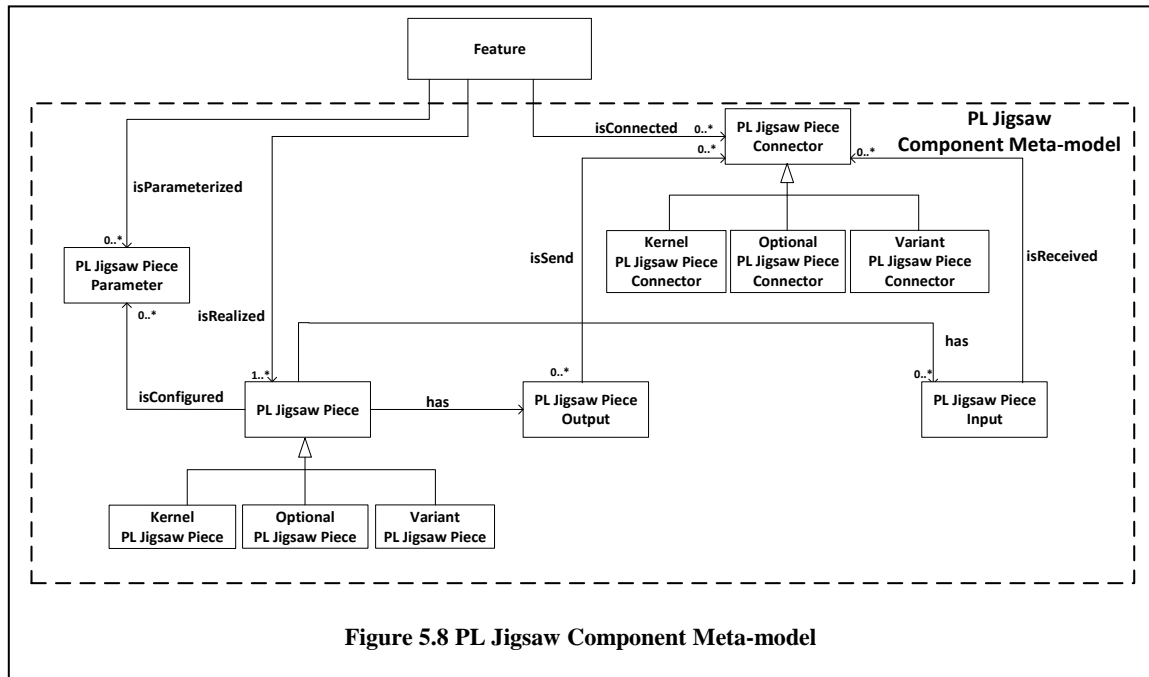 Feature
PL Jigsaw
Component Meta-model
isConnected
0..*
PL Jigsaw Piece
Connector
0..*
0..*
isParameterized
0..*
PL Jigsaw Piece
Parameter
0..*
Kernel
PL Jigsaw Piece
Connector
Optional
PL Jigsaw Piece
Connector
Variant
PL Jigsaw Piece
Connector
isSend
isReceived
isRealized
has
1..*
0..*
0..*
isConfigured
PL Jigsaw Piece
has
PL Jigsaw Piece
Output
PL Jigsaw Piece
Input
Kernel
PL Jigsaw Piece
Optional
PL Jigsaw Piece
Variant
PL Jigsaw Piece
Figure 5.8 PL Jigsaw Component Meta-model